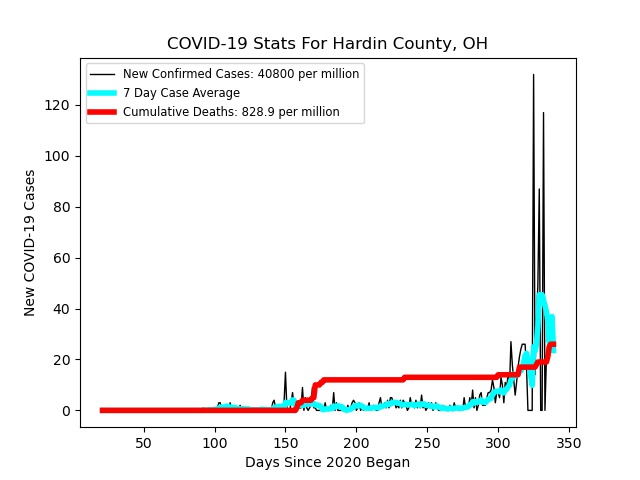 COVID-19 Stats For Hardin County, OH
New Confirmed Cases: 40800 per million
7 Day Case Average
Cumulative Deaths: 828.9 per million
New COVID-19 Cases
120
100
80
60
40
20
0
50 100 150 200 250 300 350
Days Since 2020 Began